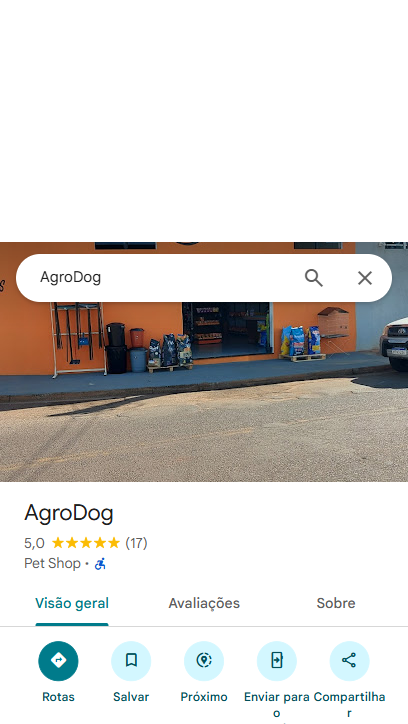 AgroDog
AgroDog
5,0 (17)
Pet Shop ·
Visão geral Avaliações Sobre
Rotas Salvar Próximo Enviar para o Compartilhar